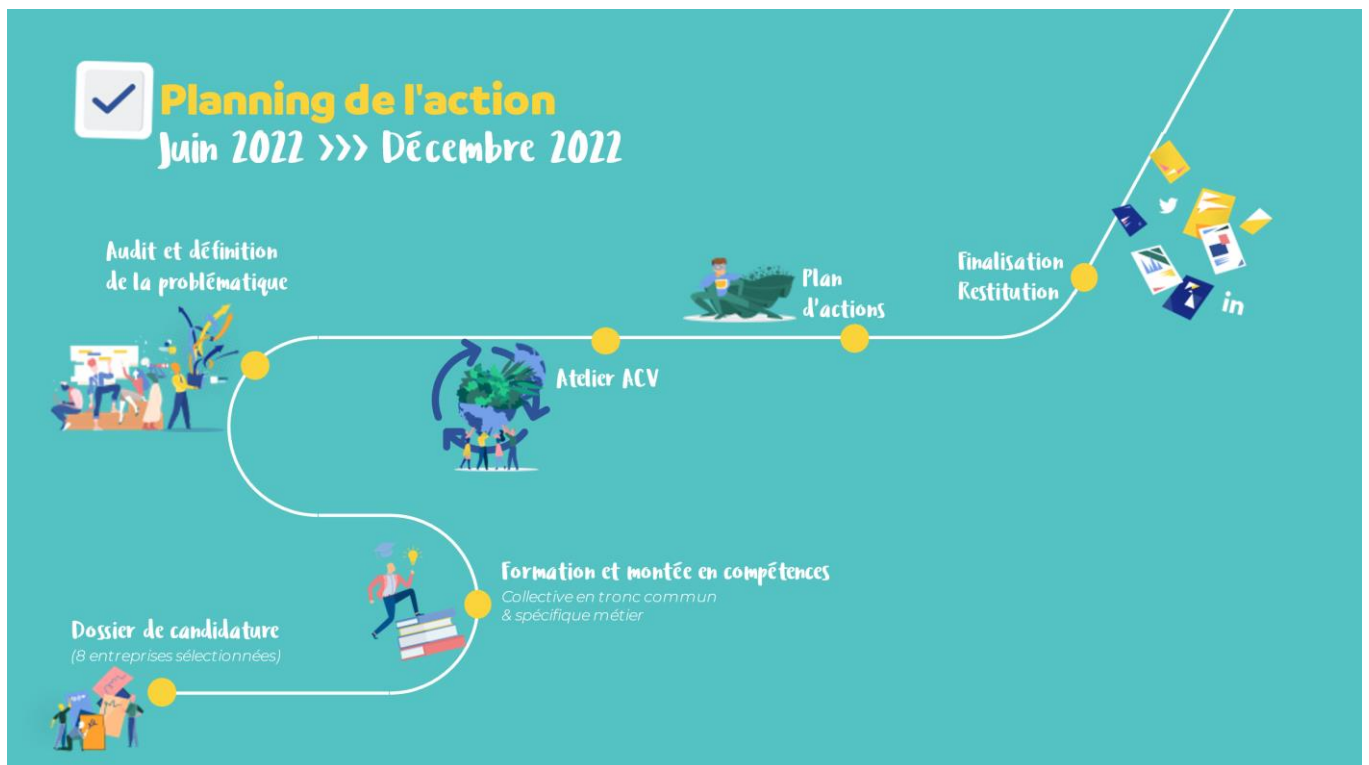 Planning de l'action
Juin 2022 >>> Décembre 2022
Audit et définition
de la problématique
Atelier ACV
Plan
d'actions
Finalisation
Restitution
in
Formation et montée en compétences
Collective en tronc commun
& spécifique métier
Dossier de candidature
(8 entreprises sélectionnées)